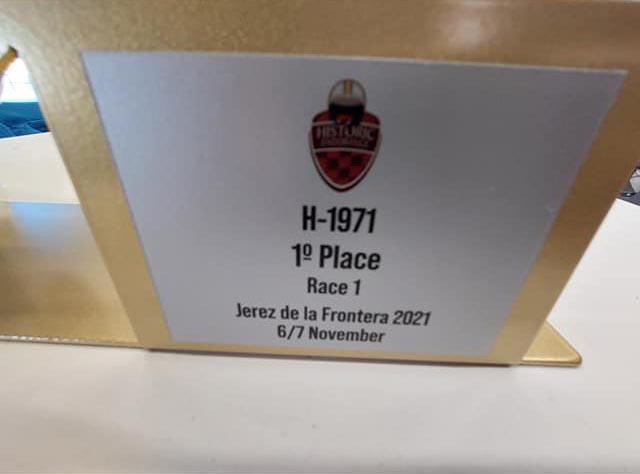 HISTORIC
ENDURANCE
H-1971
1º Place
Race 1
Jerez de la Frontera 2021
6/7 November